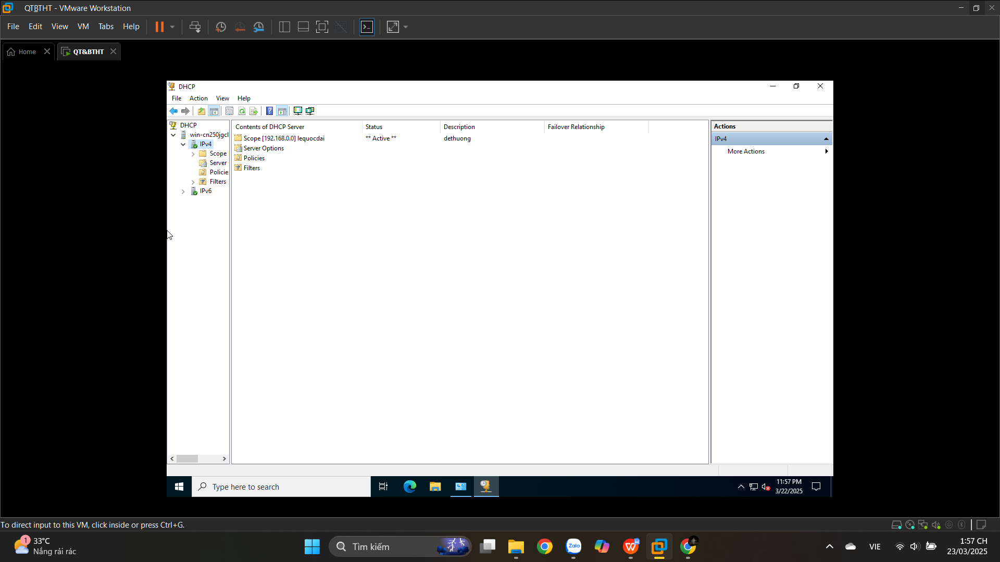 QTBTHT - VMware Workstation
File Edit View VM Tabs Help
Home QT&BTHT
DHCP
File Action View Help
DHCP
win-cn250jgcl
IPv4
Scope
Server
Policie
Filters
IPv6
Contents of DHCP Server Status Description Failover Relationship
Scope [192.168.0.0] lequocdai ** Active ** dethuong
Server Options
Policies
Filters
Actions
IPv4
More Actions
Type here to search
11:57 PM
3/22/2025
To direct input to this VM, click inside or press Ctrl+G.
1
33°C
Nắng rải rác
Tìm kiếm
Zalo
VIE
1:57 CH
23/03/2025